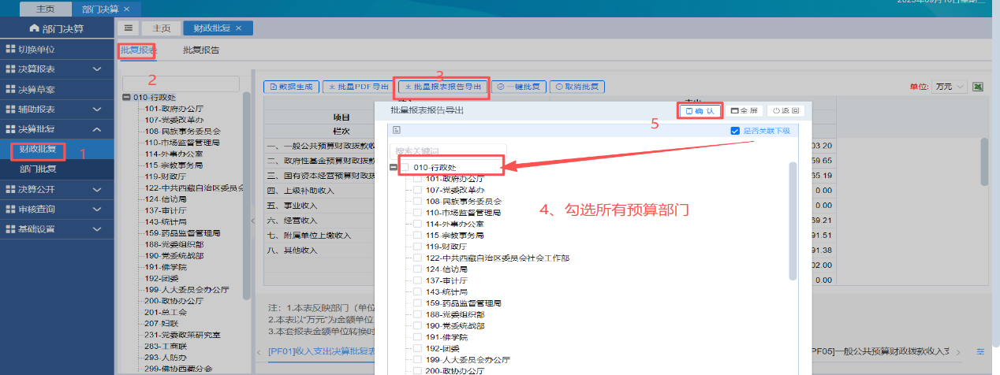 主页
部门决算 ×
部门决算
主页
财政批复 ×
切换单位
决算报表
决算草案
辅助报表
决算批复
财政批复
1
部门批复
决算公开
审核查询
基础设置
批复报表
批复报告
2
010-行政处
101-政府办公厅
107-党委改革办
108-民族事务委员会
110-市场监督管理局
114-外事办公室
115-宗教事务局
119-财政厅
122-中共西藏自治区委员会
124-信访局
137-审计厅
143-统计局
159-药品监督管理局
188-党委组织部
190-党委统战部
191-佛学院
192-团委
199-人大委员会办公厅
200-政协办公厅
201-总工会
207-妇联
231-党委政策研究室
283-工商联
293-人防办
299-佛协西藏分会
3
数据生成
批量PDF导出
批量报表报告导出
一键批复
取消批复
单位:
万元
项目
栏次
一、一般公共预算财政拨款收
二、政府性基金预算财政拨款
三、国有资本经营预算财政拨
四、上级补助收入
五、事业收入
六、经营收入
七、附属单位上缴收入
八、其他收入
03.20
59.65
65.19
0.00
0.00
69.21
91.51
91.38
02.00
0.00
注：1.本表反映部门（单位
2.本表以“万元”为金额单位
3.本套报表金额单位转换时
[PF01]收入支出决算批复表
PF05]一般公共预算财政拨款收入支
批量报表报告导出
5
确 认
全 屏
返 回
是否关联下级
搜索关键词
010-行政处
101-政府办公厅
107-党委改革办
108-民族事务委员会
110-市场监督管理局
114-外事办公室
115-宗教事务局
119-财政厅
122-中共西藏自治区委员会社会工作部
124-信访局
137-审计厅
143-统计局
159-药品监督管理局
188-党委组织部
190-党委统战部
191-佛学院
192-团委
199-人大委员会办公厅
200-政协办公厅
4、勾选所有预算部门